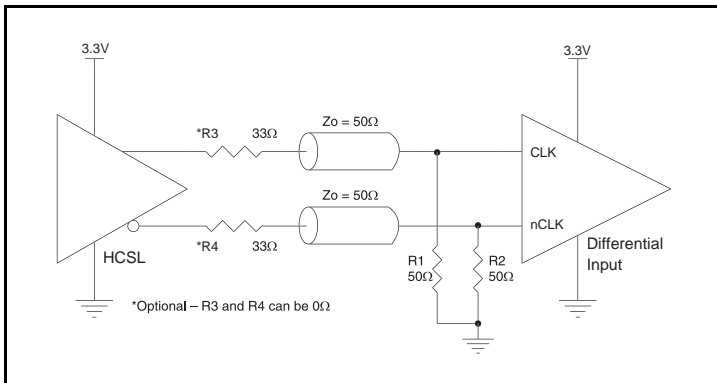 3.3V
3.3V
*R3
33Ω
Zo = 50Ω
CLK
Zo = 50Ω
nCLK
HCSL
*R4
33Ω
Differential
Input
R1
50Ω
R2
50Ω
*Optional – R3 and R4 can be 0Ω